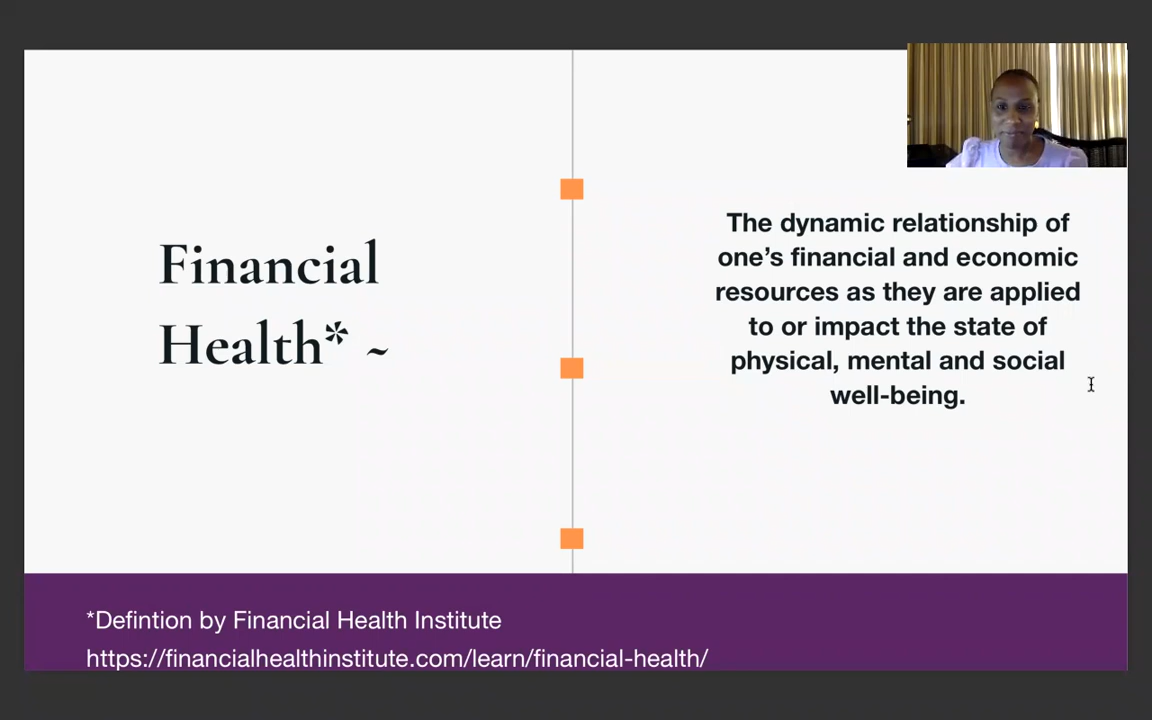 Financial
Health* ~
The dynamic relationship of
one’s financial and economic
resources as they are applied
to or impact the state of
physical, mental and social
well-being.
*Defintion by Financial Health Institute
https://financialhealthinstitute.com/learn/financial-health/